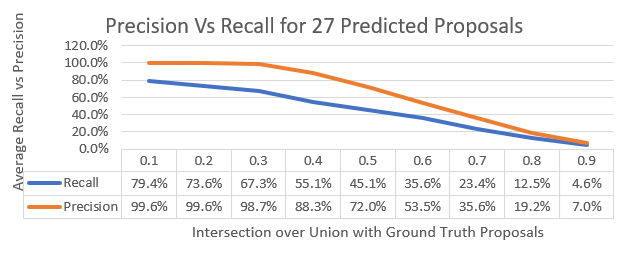 Precision Vs Recall for 27 Predicted Proposals
Average Recall vs Precision
120.0%
100.0%
80.0%
60.0%
40.0%
20.0%
0.0%
0.1 0.2 0.3 0.4 0.5 0.6 0.7 0.8 0.9
Recall 79.4% 73.6% 67.3% 55.1% 45.1% 35.6% 23.4% 12.5% 4.6%
Precision 99.6% 99.6% 98.7% 88.3% 72.0% 53.5% 35.6% 19.2% 7.0%
Intersection over Union with Ground Truth Proposals